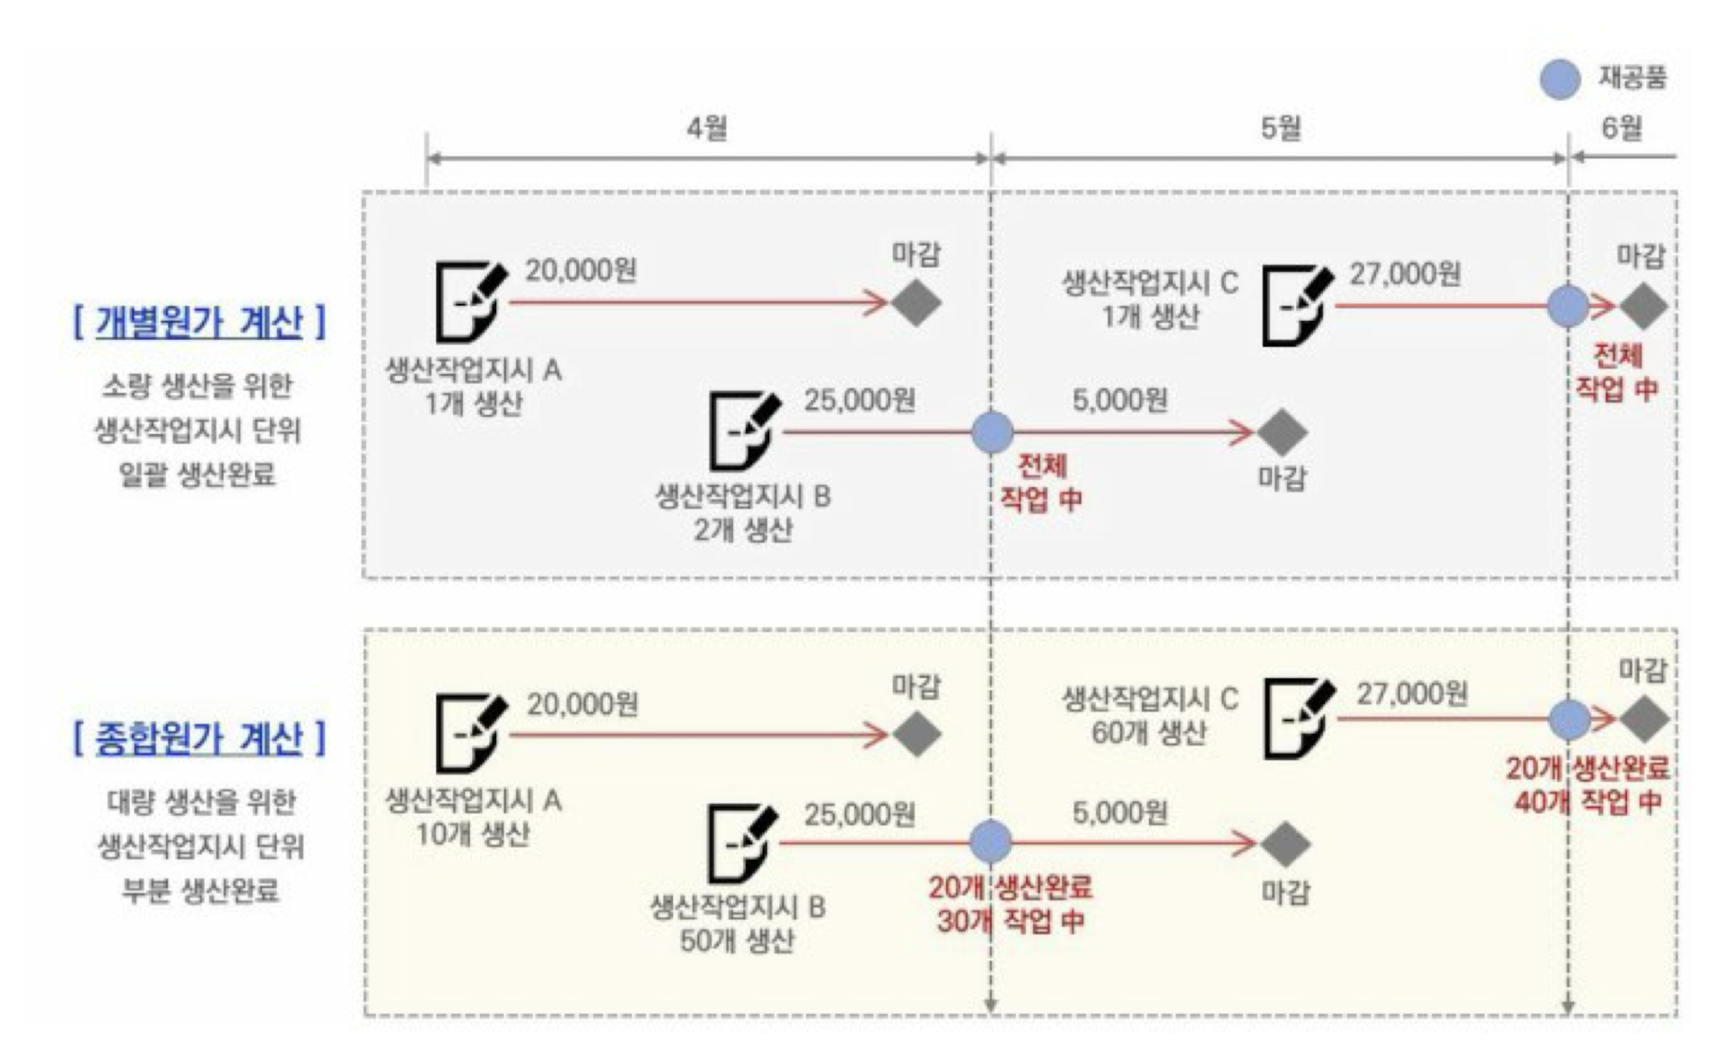 재공품
4월
5월
6월
[ 개별원가 계산 ]
소량 생산을 위한
생산작업지시 단위
일괄 생산완료
20,000원
마감
생산작업지시 A
1개 생산
25,000원
5,000원
마감
생산작업지시 B
2개 생산
전체
작업 中
생산작업지시 C
1개 생산
27,000원
마감
전체
작업 中
[ 종합원가 계산 ]
대량 생산을 위한
생산작업지시 단위
부분 생산완료
20,000원
마감
생산작업지시 A
10개 생산
25,000원
5,000원
마감
생산작업지시 B
50개 생산
20개 생산완료
30개 작업 中
생산작업지시 C
60개 생산
27,000원
마감
20개 생산완료
40개 작업 中